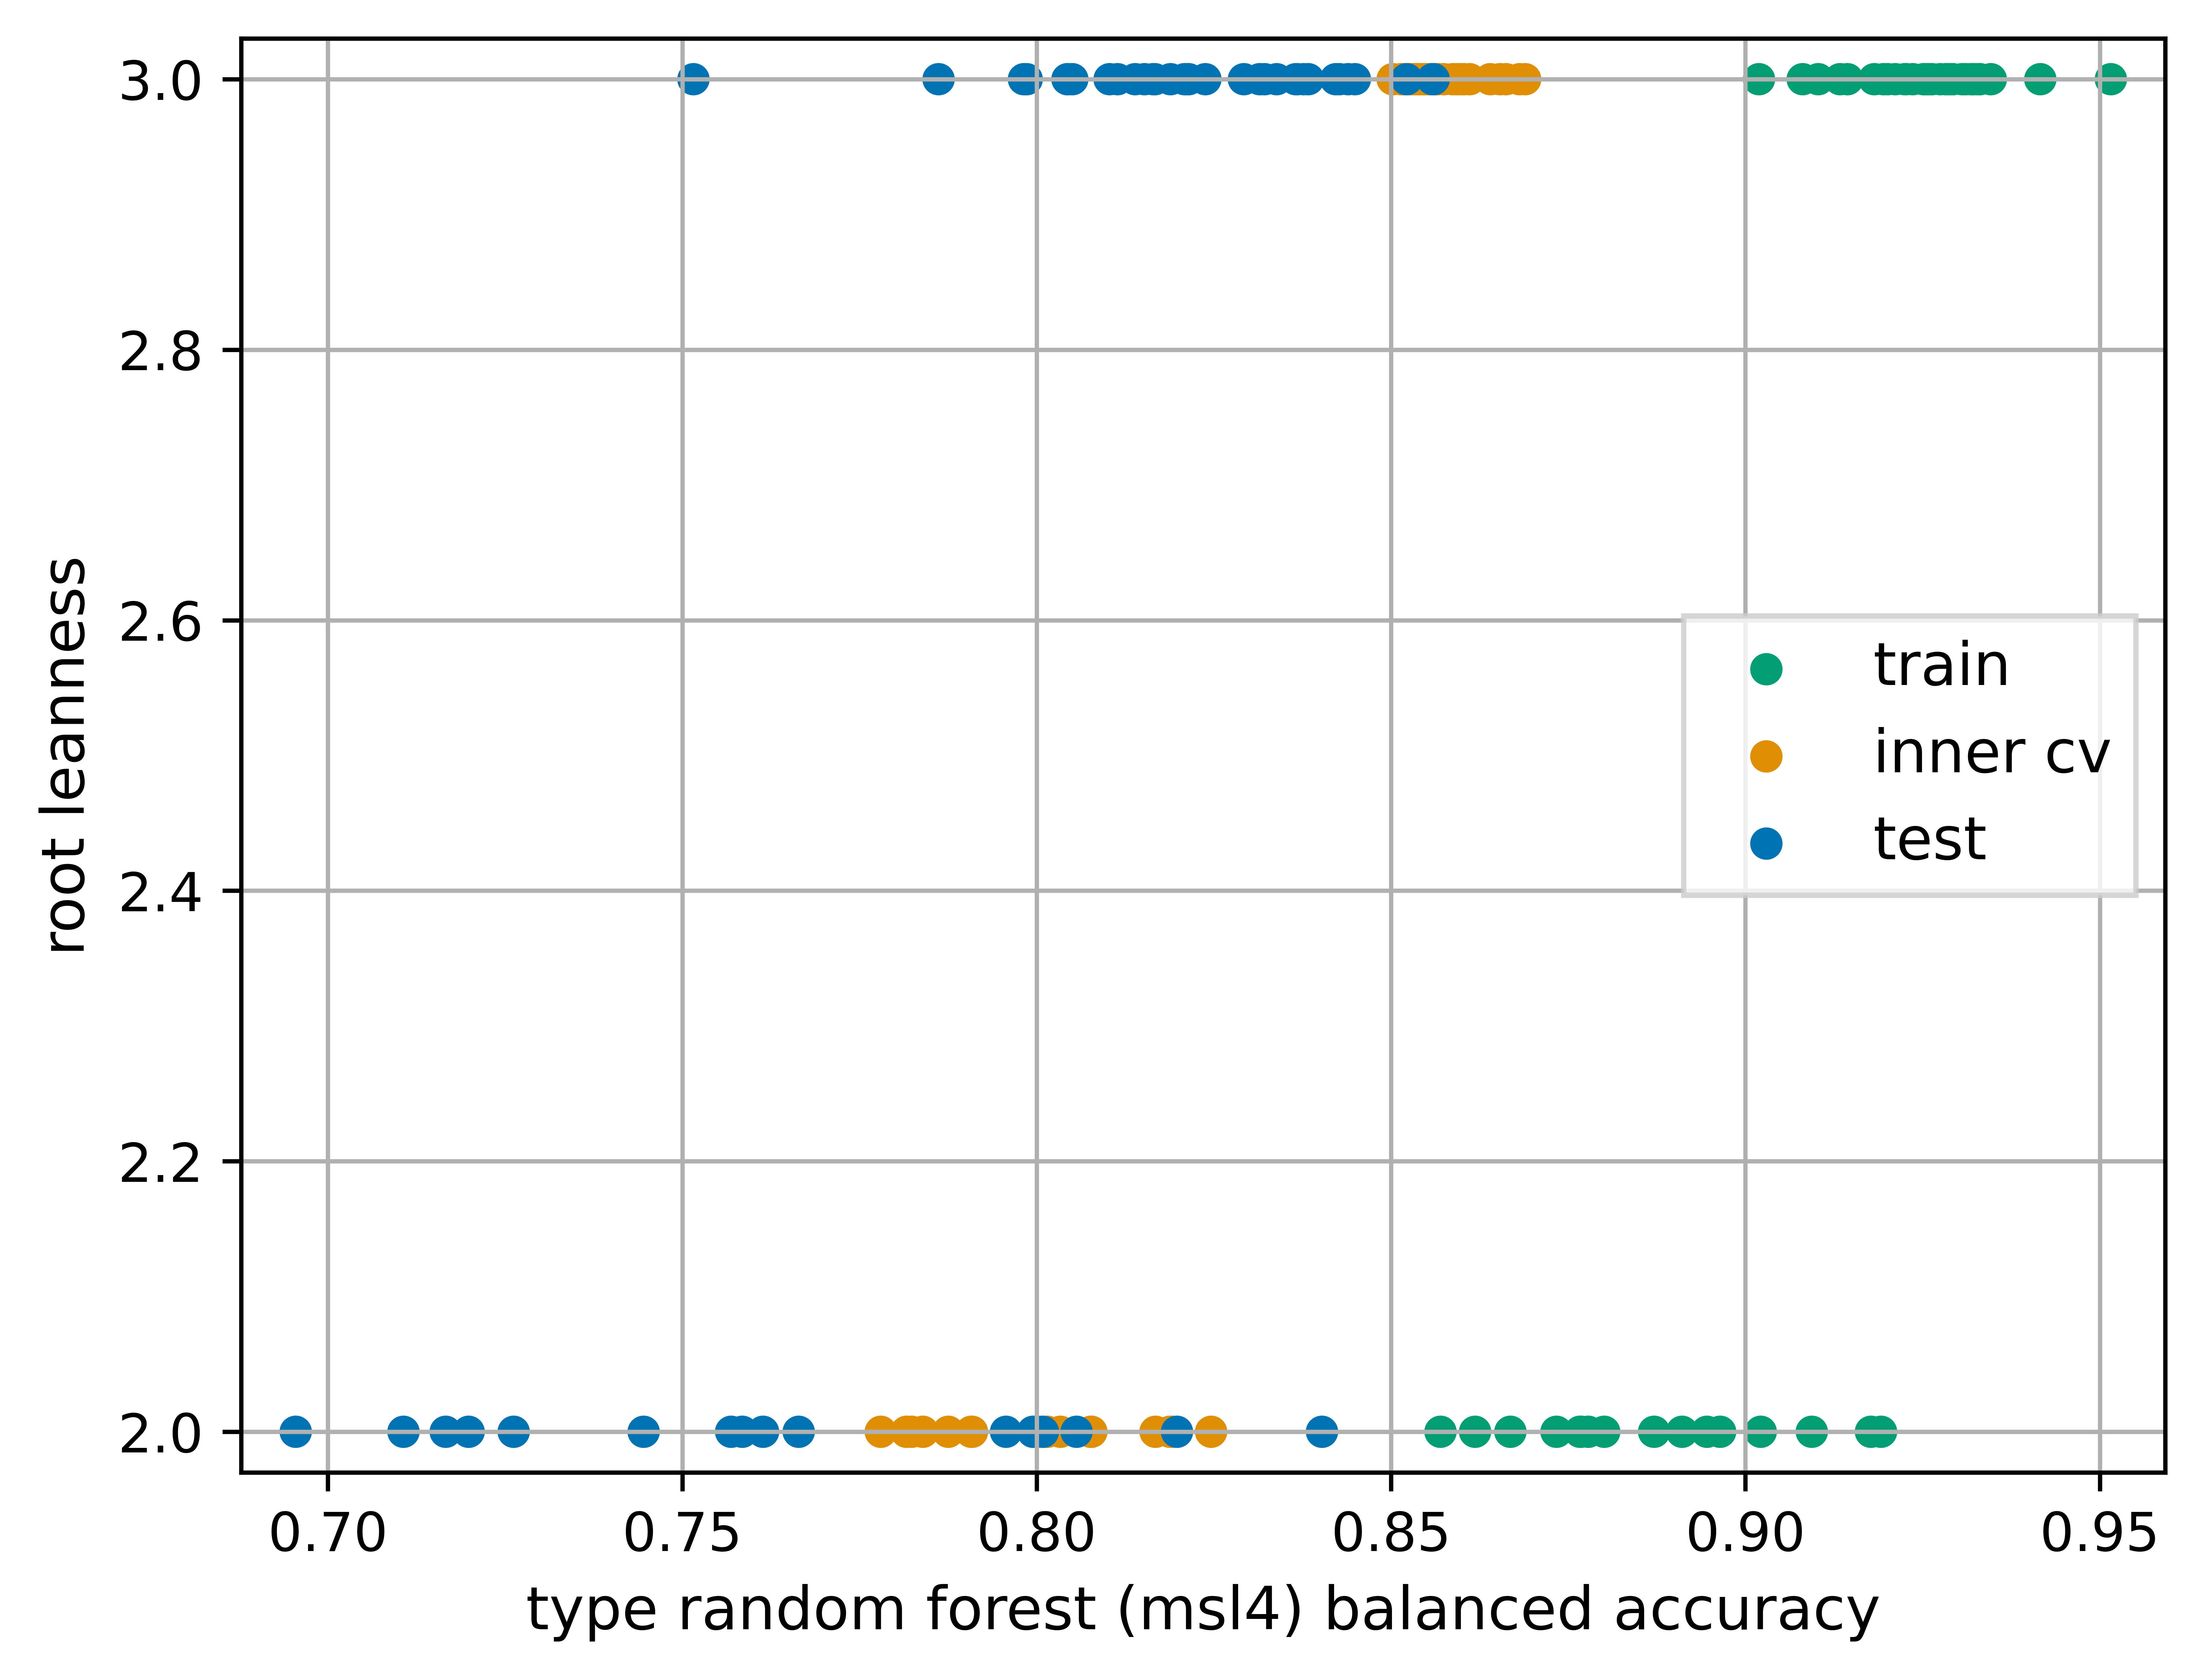 3.0
2.8
2.6
2.4
2.2
2.0
root leanness
train
inner cv
test
0.70 0.75 0.80 0.85 0.90 0.95
type random forest (msl4) balanced accuracy